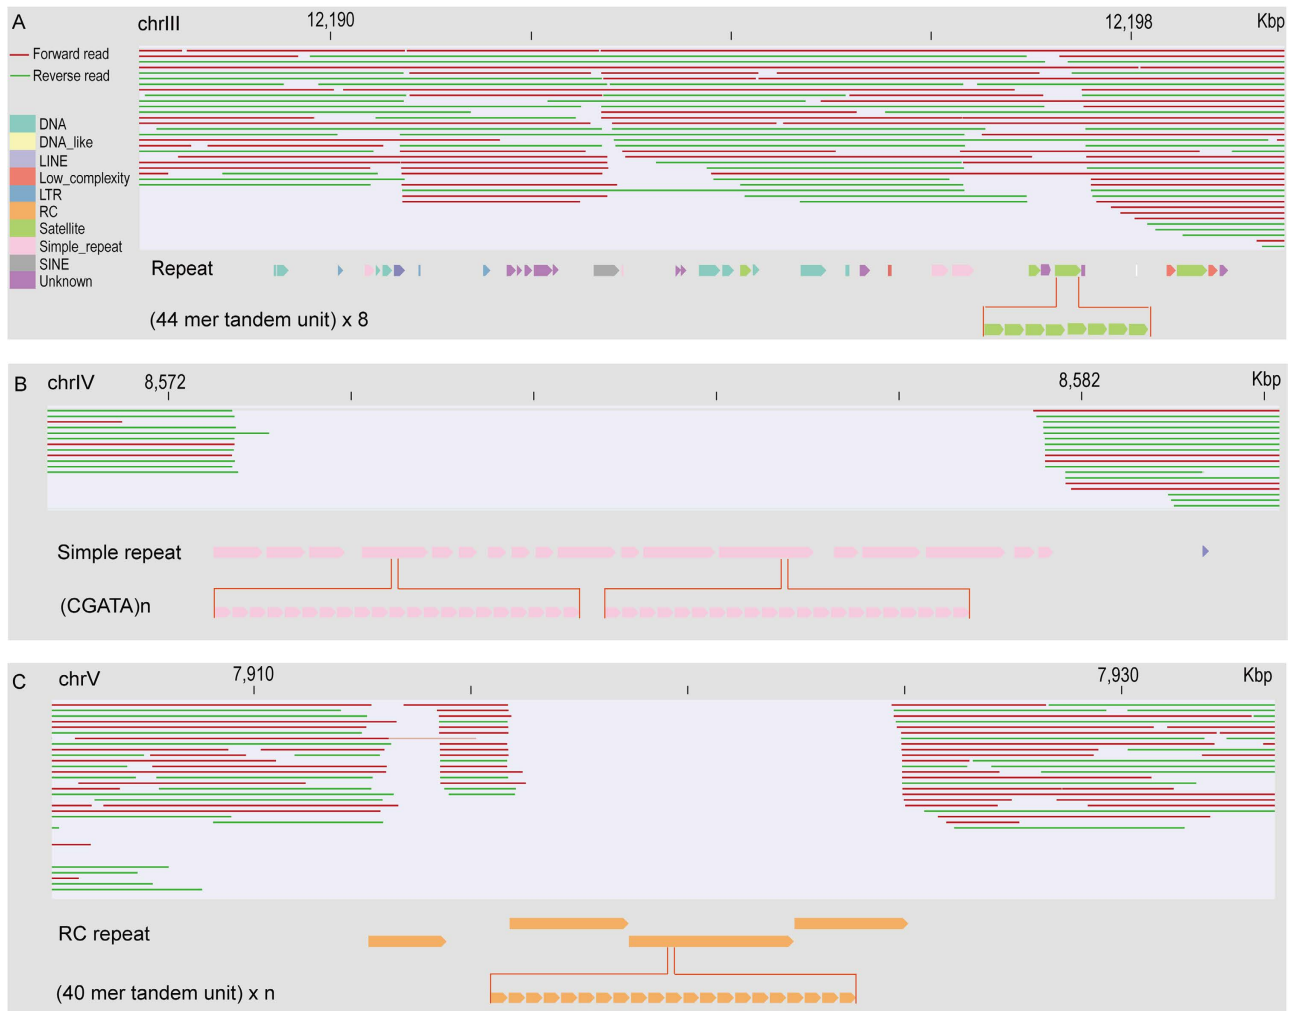 A
chrIII
12,190
12,198
Kbp
Forward read
Reverse read
DNA
DNA_like
LINE
Low_complexity
LTR
RC
Satellite
Simple_repeat
SINE
Unknown
Repeat
(44 mer tandem unit) x 8
B
chrIV
8,572
8,582
Kbp
Simple repeat
(CGATA)n
C
chrV
7,910
7,930
Kbp
RC repeat
(40 mer tandem unit) x n